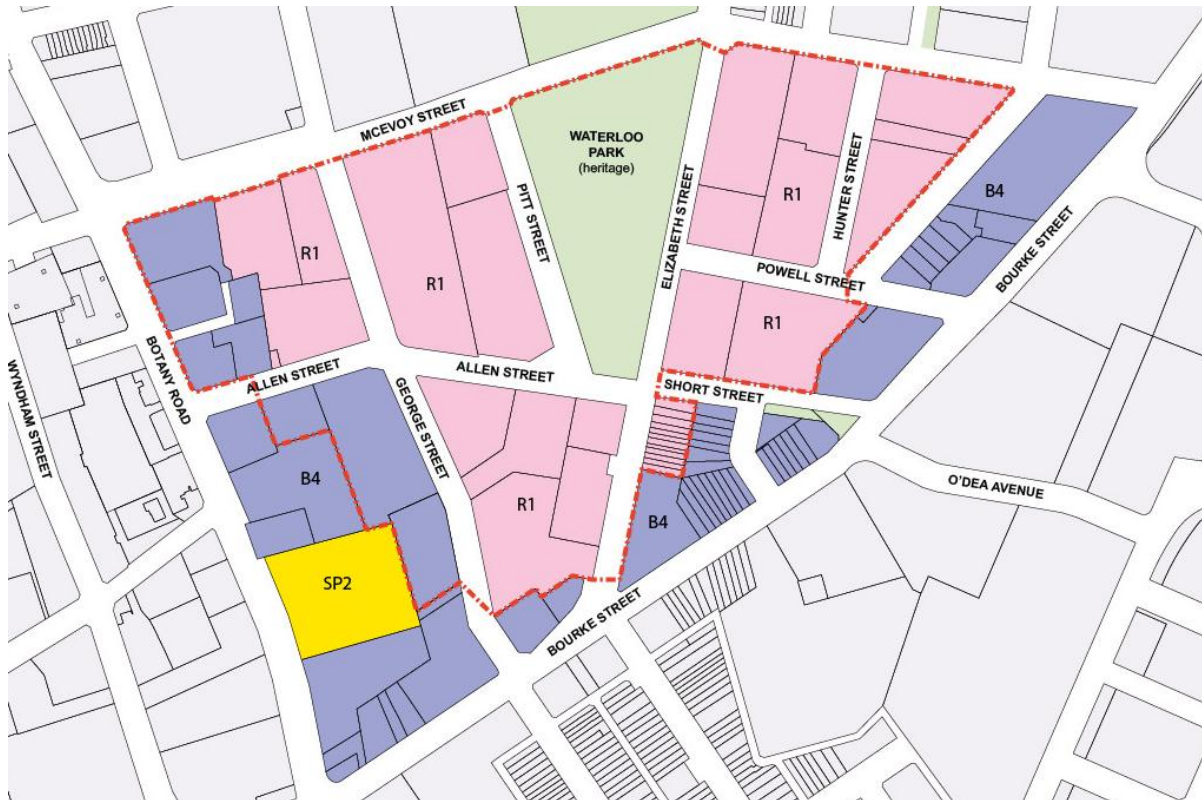 MCEVOY STREET
WATERLOO
PARK
(heritage)
PITT STREET
ELIZABETH STREET
HUNTER STREET
R1
B4
R1
R1
R1
BOURKE STREET
POWELL STREET
R1
WYNDHAM STREET
BOTANY ROAD
ALLEN STREET
ALLEN STREET
GEORGE STREET
SHORT STREET
B4
R1
B4
O'DEA AVENUE
SP2
BOURKE STREET